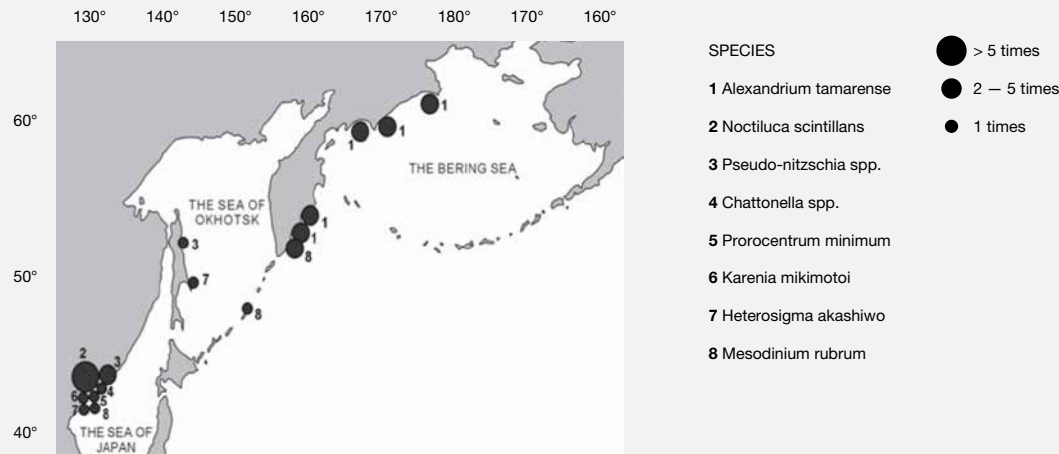 130° 140° 150° 160° 170° 180° 170° 160°
60°
50°
40°
1
1
1
THE BERING SEA
THE SEA OF
OKHOTSK
1
1
8
3
7
8
2
3
4
6
5
7
8
THE SEA OF
JAPAN
SPECIES
1 Alexandrium tamarense
2 Noctiluca scintillans
3 Pseudo-nitzschia spp.
4 Chattonella spp.
5 Prorocentrum minimum
6 Karenia mikimotoi
7 Heterosigma akashiwo
8 Mesodinium rubrum
> 5 times
2 — 5 times
1 times